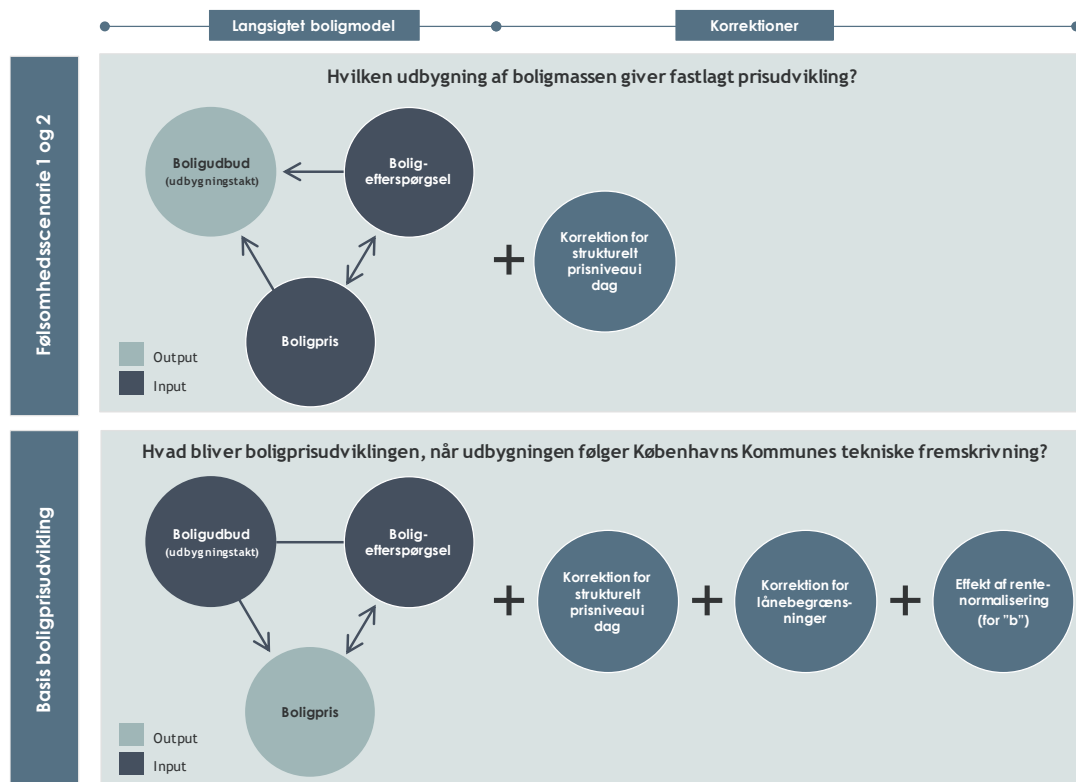 Langsigtet boligmodel
Korrektioner
Følsomhedsscenarie 1 og 2
Hvilken udbygning af boligmassen giver fastlagt prisudvikling?
Boligudbud
(udbygningstakt)
Bolig-
efterspørgsel
Boligpris
+
Korrektion for
strukturelt
prisniveau i
dag
Output
Input
Basis boligprisudvikling
Hvad bliver boligprisudviklingen, når udbygningen følger Københavns Kommunes tekniske fremskrivning?
Boligudbud
(udbygningstakt)
Bolig-
efterspørgsel
Boligpris
+
Korrektion for
strukturelt
prisniveau i
dag
+
Korrektion for
lånebegræns-
ninger
+
Effekt af rente-
normalisering
(for "b")
Output
Input